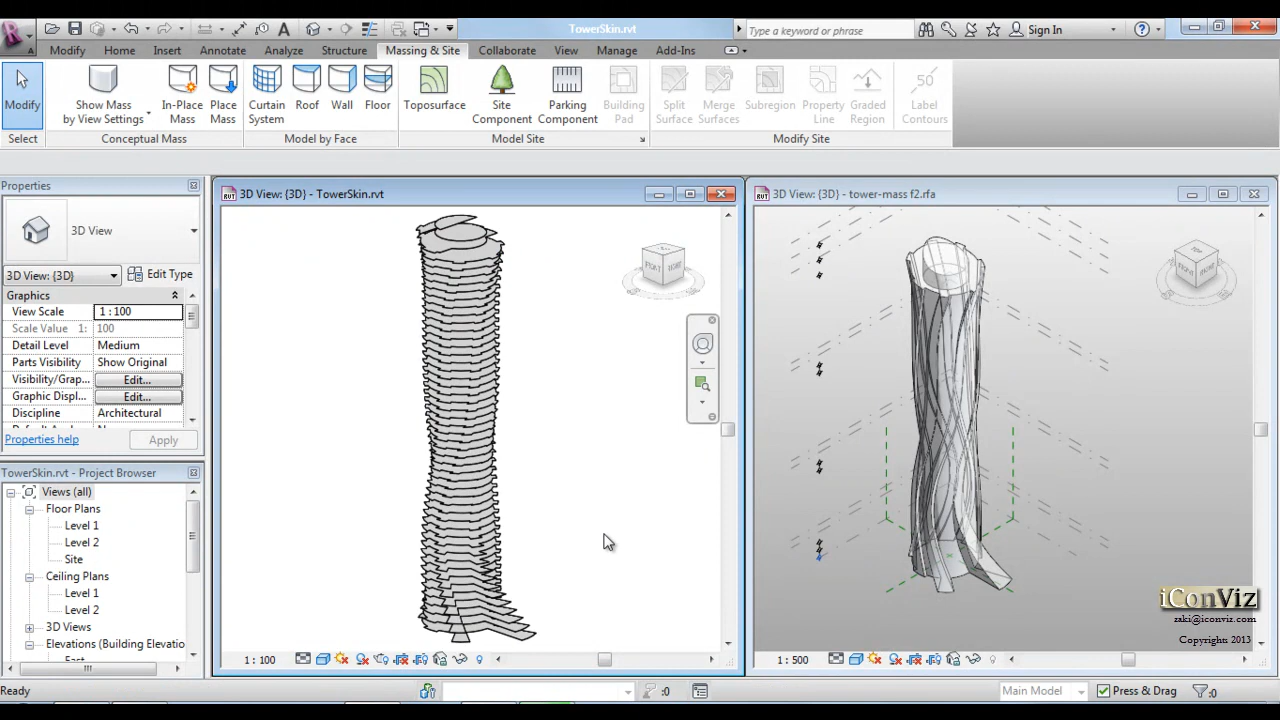 TowerSkin.rvt
Type a keyword or phrase
Sign In
Modify
Home
Insert
Annotate
Analyze
Structure
Massing & Site
Collaborate
View
Manage
Add-Ins
Modify
Show Mass
by View Settings
In-Place
Mass
Place
Mass
Curtain
System
Roof
Wall
Floor
Toposurface
Site
Component
Parking
Component
Building
Pad
Split
Surface
Merge
Surfaces
Subregion
Property
Line
Graded
Region
50
Label
Contours
Select
Conceptual Mass
Model by Face
Model Site
Modify Site
Properties
3D View
3D View: {3D}
Edit Type
Graphics
View Scale
1 : 100
Scale Value 1:
100
Detail Level
Medium
Parts Visibility
Show Original
Visibility/Grap...
Edit...
Graphic Displ...
Edit...
Discipline
Architectural
Properties help
Apply
TowerSkin.rvt - Project Browser
Views (all)
Floor Plans
Level 1
Level 2
Site
Ceiling Plans
Level 1
Level 2
3D Views
Elevations (Building Elevatio
East
3D View: {3D} - TowerSkin.rvt
1 : 100
3D View: {3D} - tower-mass f2.rfa
1 : 500
iConViz
zaki@iconviz.com
Copyright 2013
Ready
:0
Main Model
Press & Drag
:0